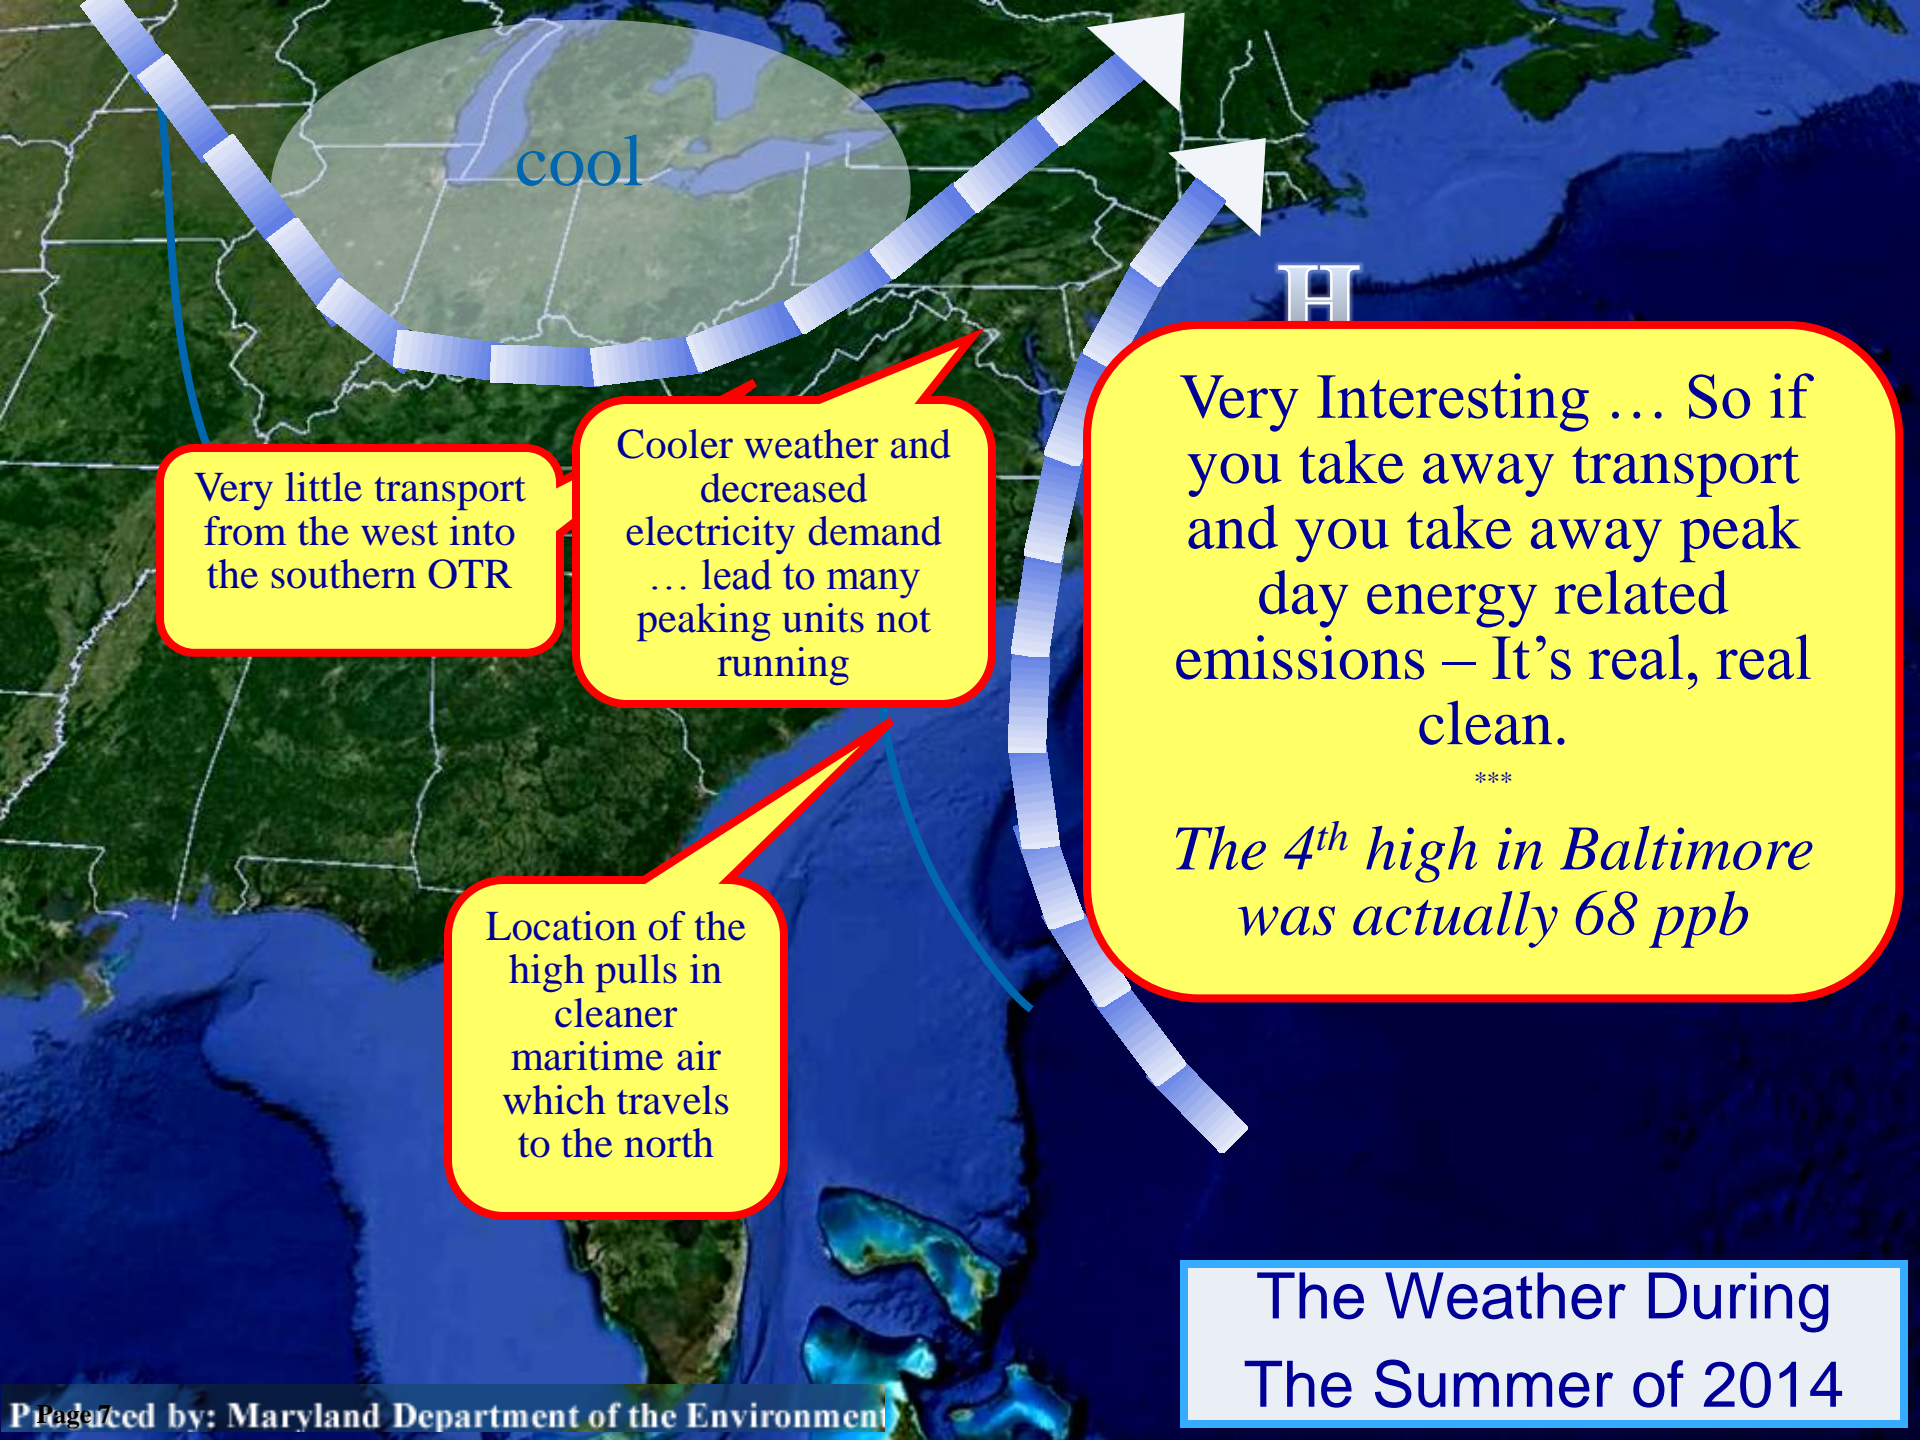 cool
H
Very Interesting … So if
you take away transport
and you take away peak
day energy related
emissions – It’s real, real
clean.
***
The 4th high in Baltimore
was actually 68 ppb
Cooler weather and
decreased
electricity demand
… lead to many
peaking units not
running
Very little transport
from the west into
the southern OTR
Location of the
high pulls in
cleaner
maritime air
which travels
to the north
The Weather During
The Summer of 2014
Page 7
by: Maryland Department of the Environment